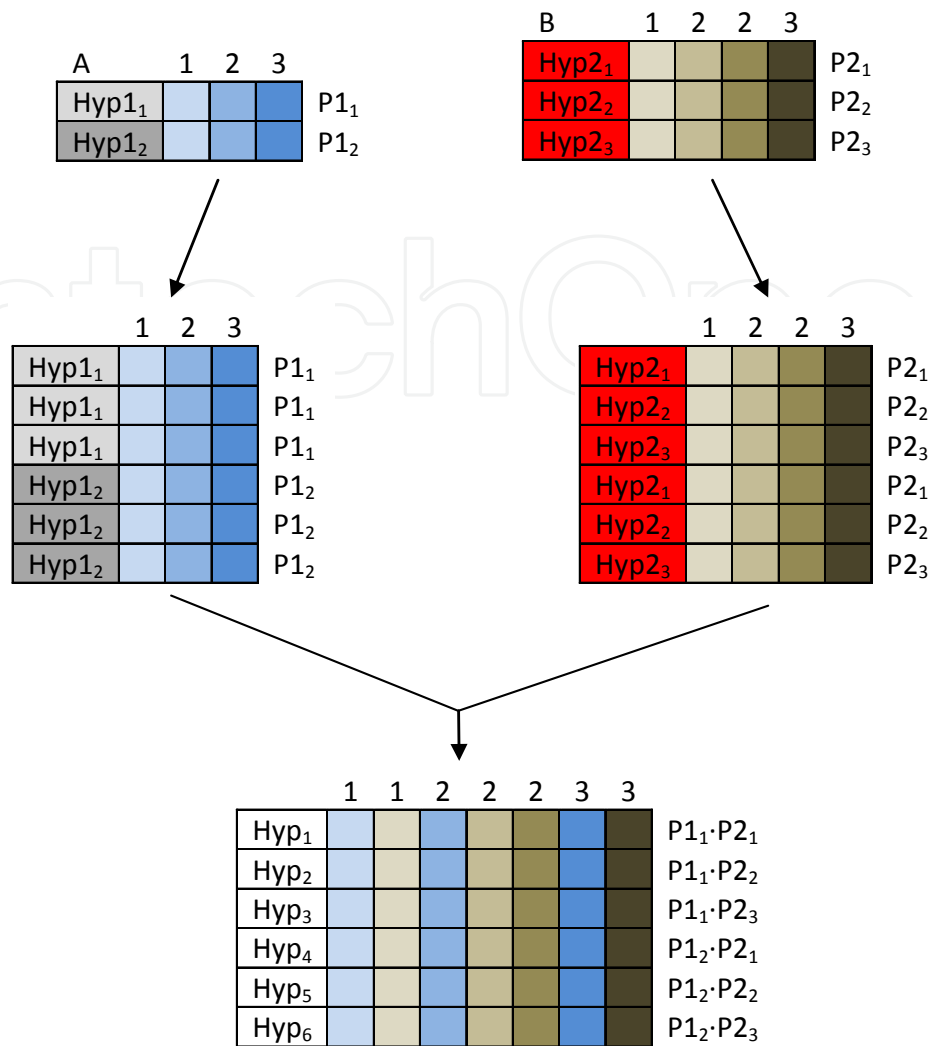 A 1 2 3
Hyp1₁ P1₁
Hyp1₂ P1₂
B 1 2 2 3
Hyp2₁ P2₁
Hyp2₂ P2₂
Hyp2₃ P2₃
1 2 3
Hyp1₁ P1₁
Hyp1₁ P1₁
Hyp1₁ P1₁
Hyp1₂ P1₂
Hyp1₂ P1₂
Hyp1₂ P1₂
1 2 2 3
Hyp2₁ P2₁
Hyp2₂ P2₂
Hyp2₃ P2₃
Hyp2₁ P2₁
Hyp2₂ P2₂
Hyp2₃ P2₃
1 1 2 2 2 3 3
Hyp₁ P1₁·P2₁
Hyp₂ P1₁·P2₂
Hyp₃ P1₁·P2₃
Hyp₄ P1₂·P2₁
Hyp₅ P1₂·P2₂
Hyp₆ P1₂·P2₃